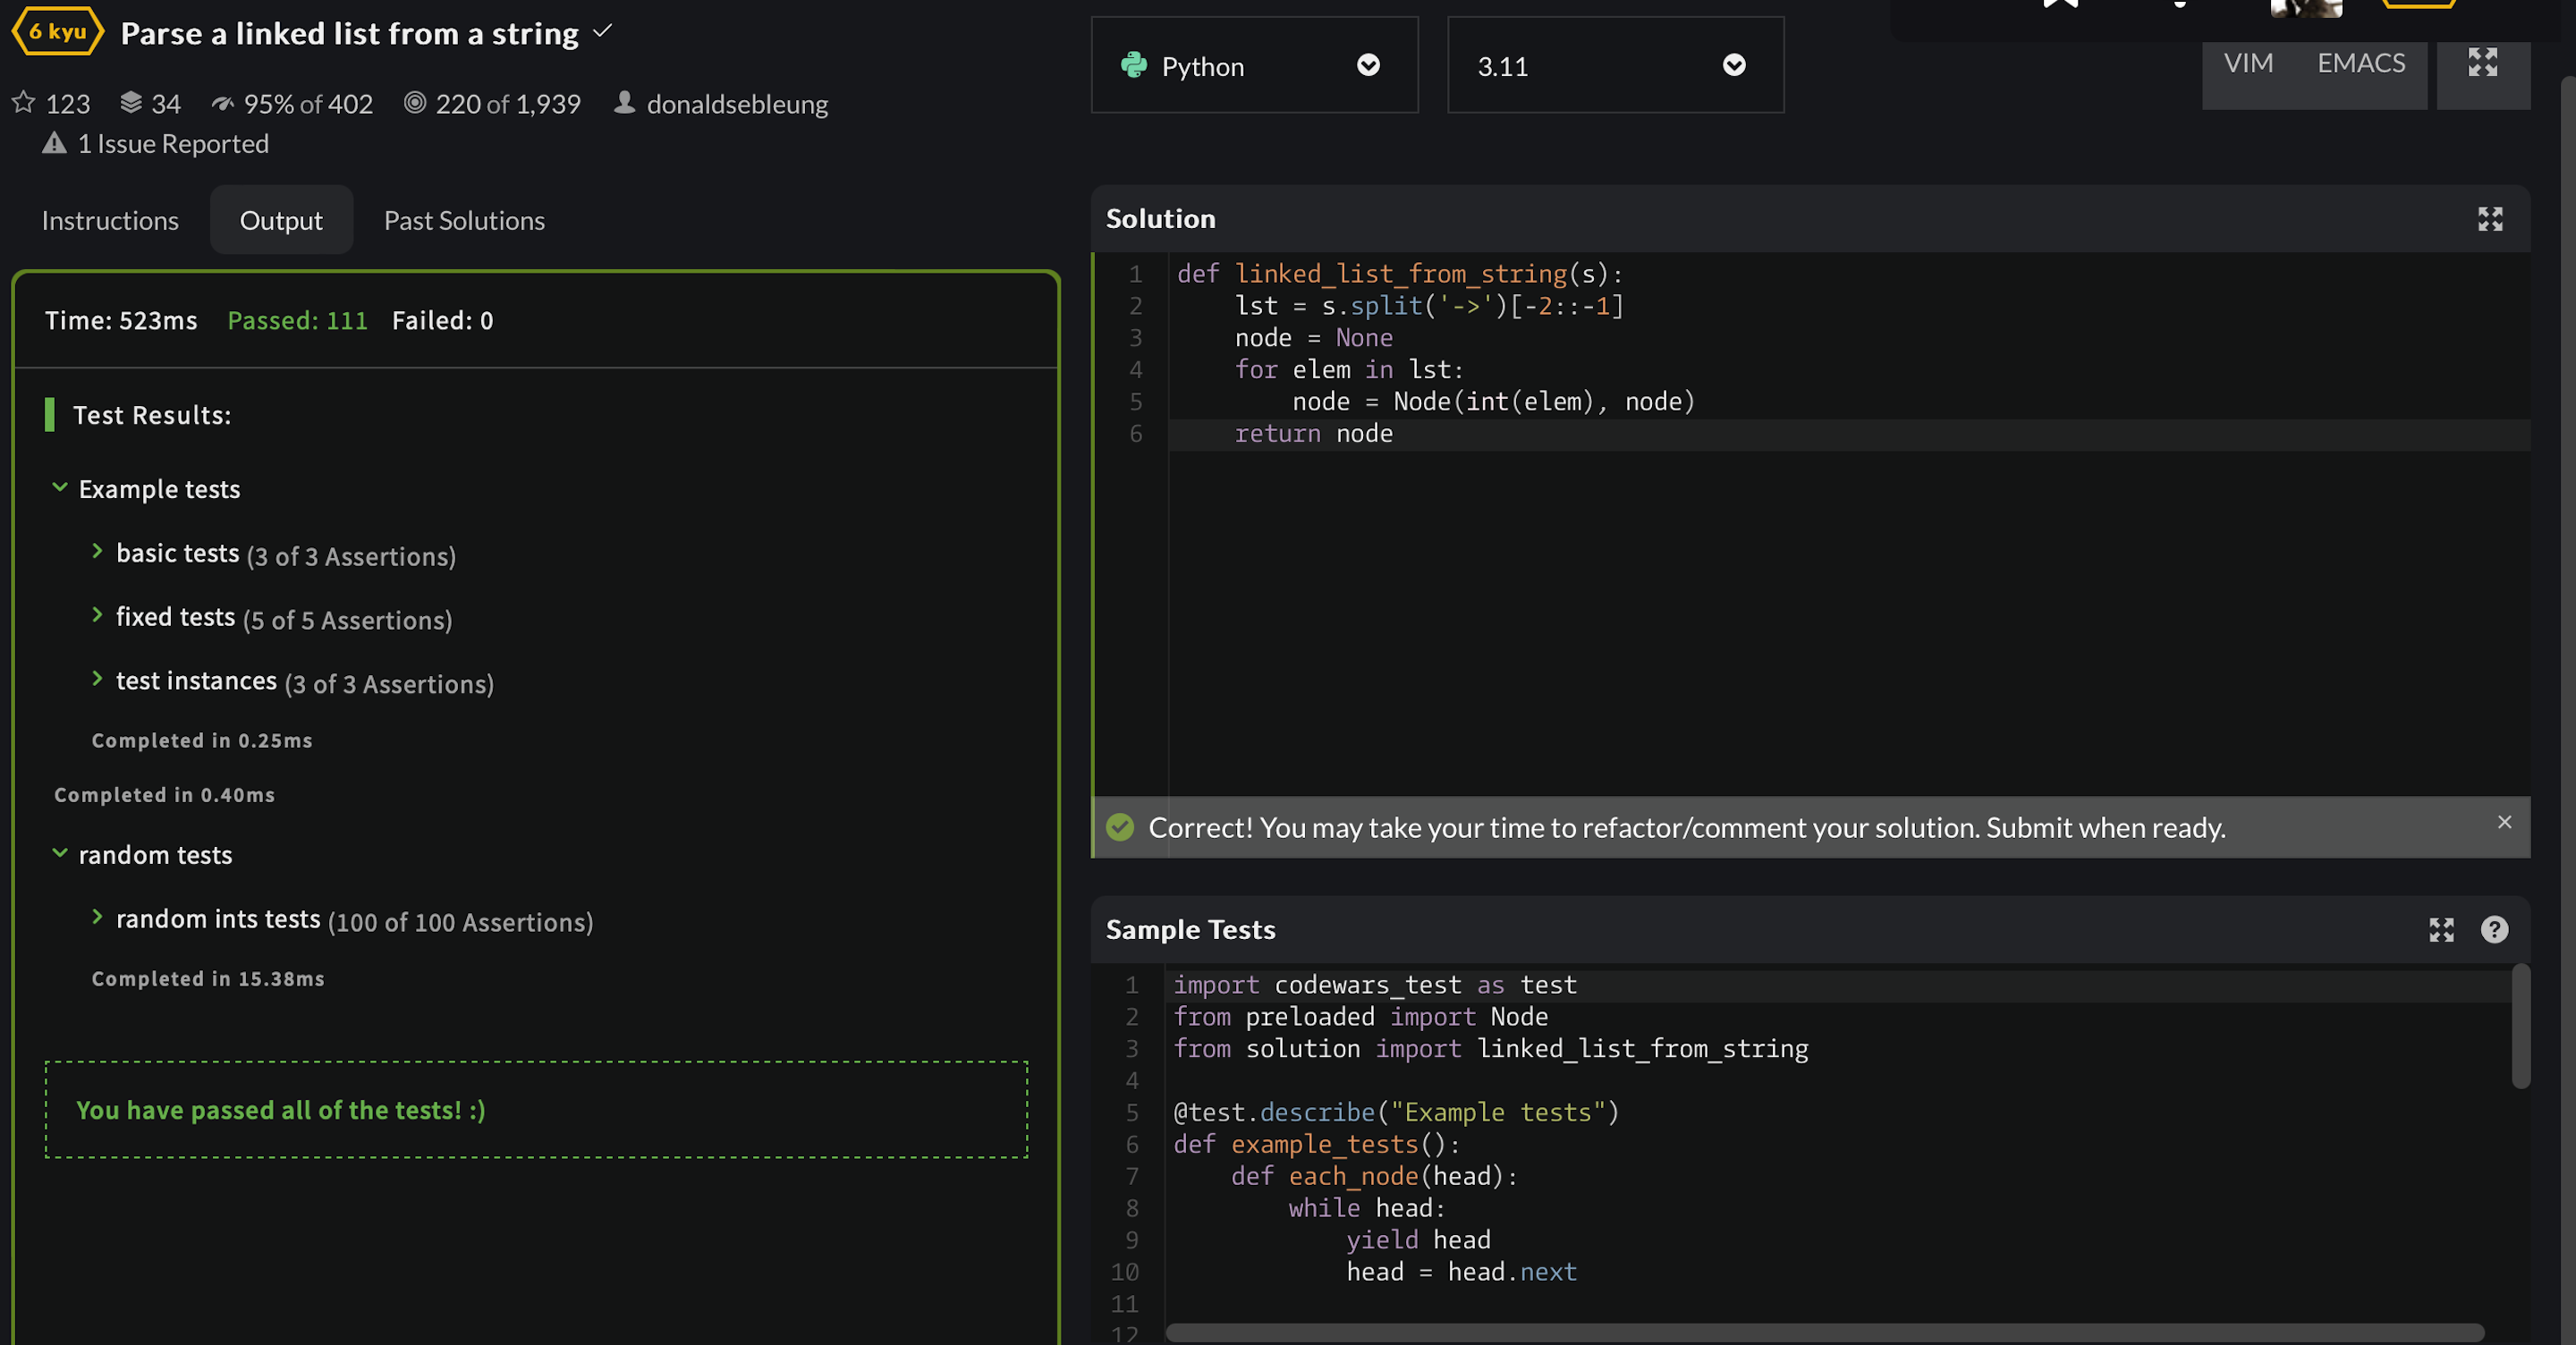 6 kyu
Parse a linked list from a string
123 34 95% of 402 220 of 1,939 donaldsebleung
1 Issue Reported
Instructions Output Past Solutions
Time: 523ms Passed: 111 Failed: 0
Test Results:
Example tests
basic tests (3 of 3 Assertions)
fixed tests (5 of 5 Assertions)
test instances (3 of 3 Assertions)
Completed in 0.25ms
Completed in 0.40ms
random tests
random ints tests (100 of 100 Assertions)
Completed in 15.38ms
You have passed all of the tests! :)
Python 3.11 VIM EMACS
Solution
1 def linked_list_from_string(s):
2     lst = s.split('->')[-2::-1]
3     node = None
4     for elem in lst:
5         node = Node(int(elem), node)
6     return node
Correct! You may take your time to refactor/comment your solution. Submit when ready. ×
Sample Tests ?
1 import codewars_test as test
2 from preloaded import Node
3 from solution import linked_list_from_string
4
5 @test.describe("Example tests")
6 def example_tests():
7     def each_node(head):
8         while head:
9             yield head
10             head = head.next
11
12